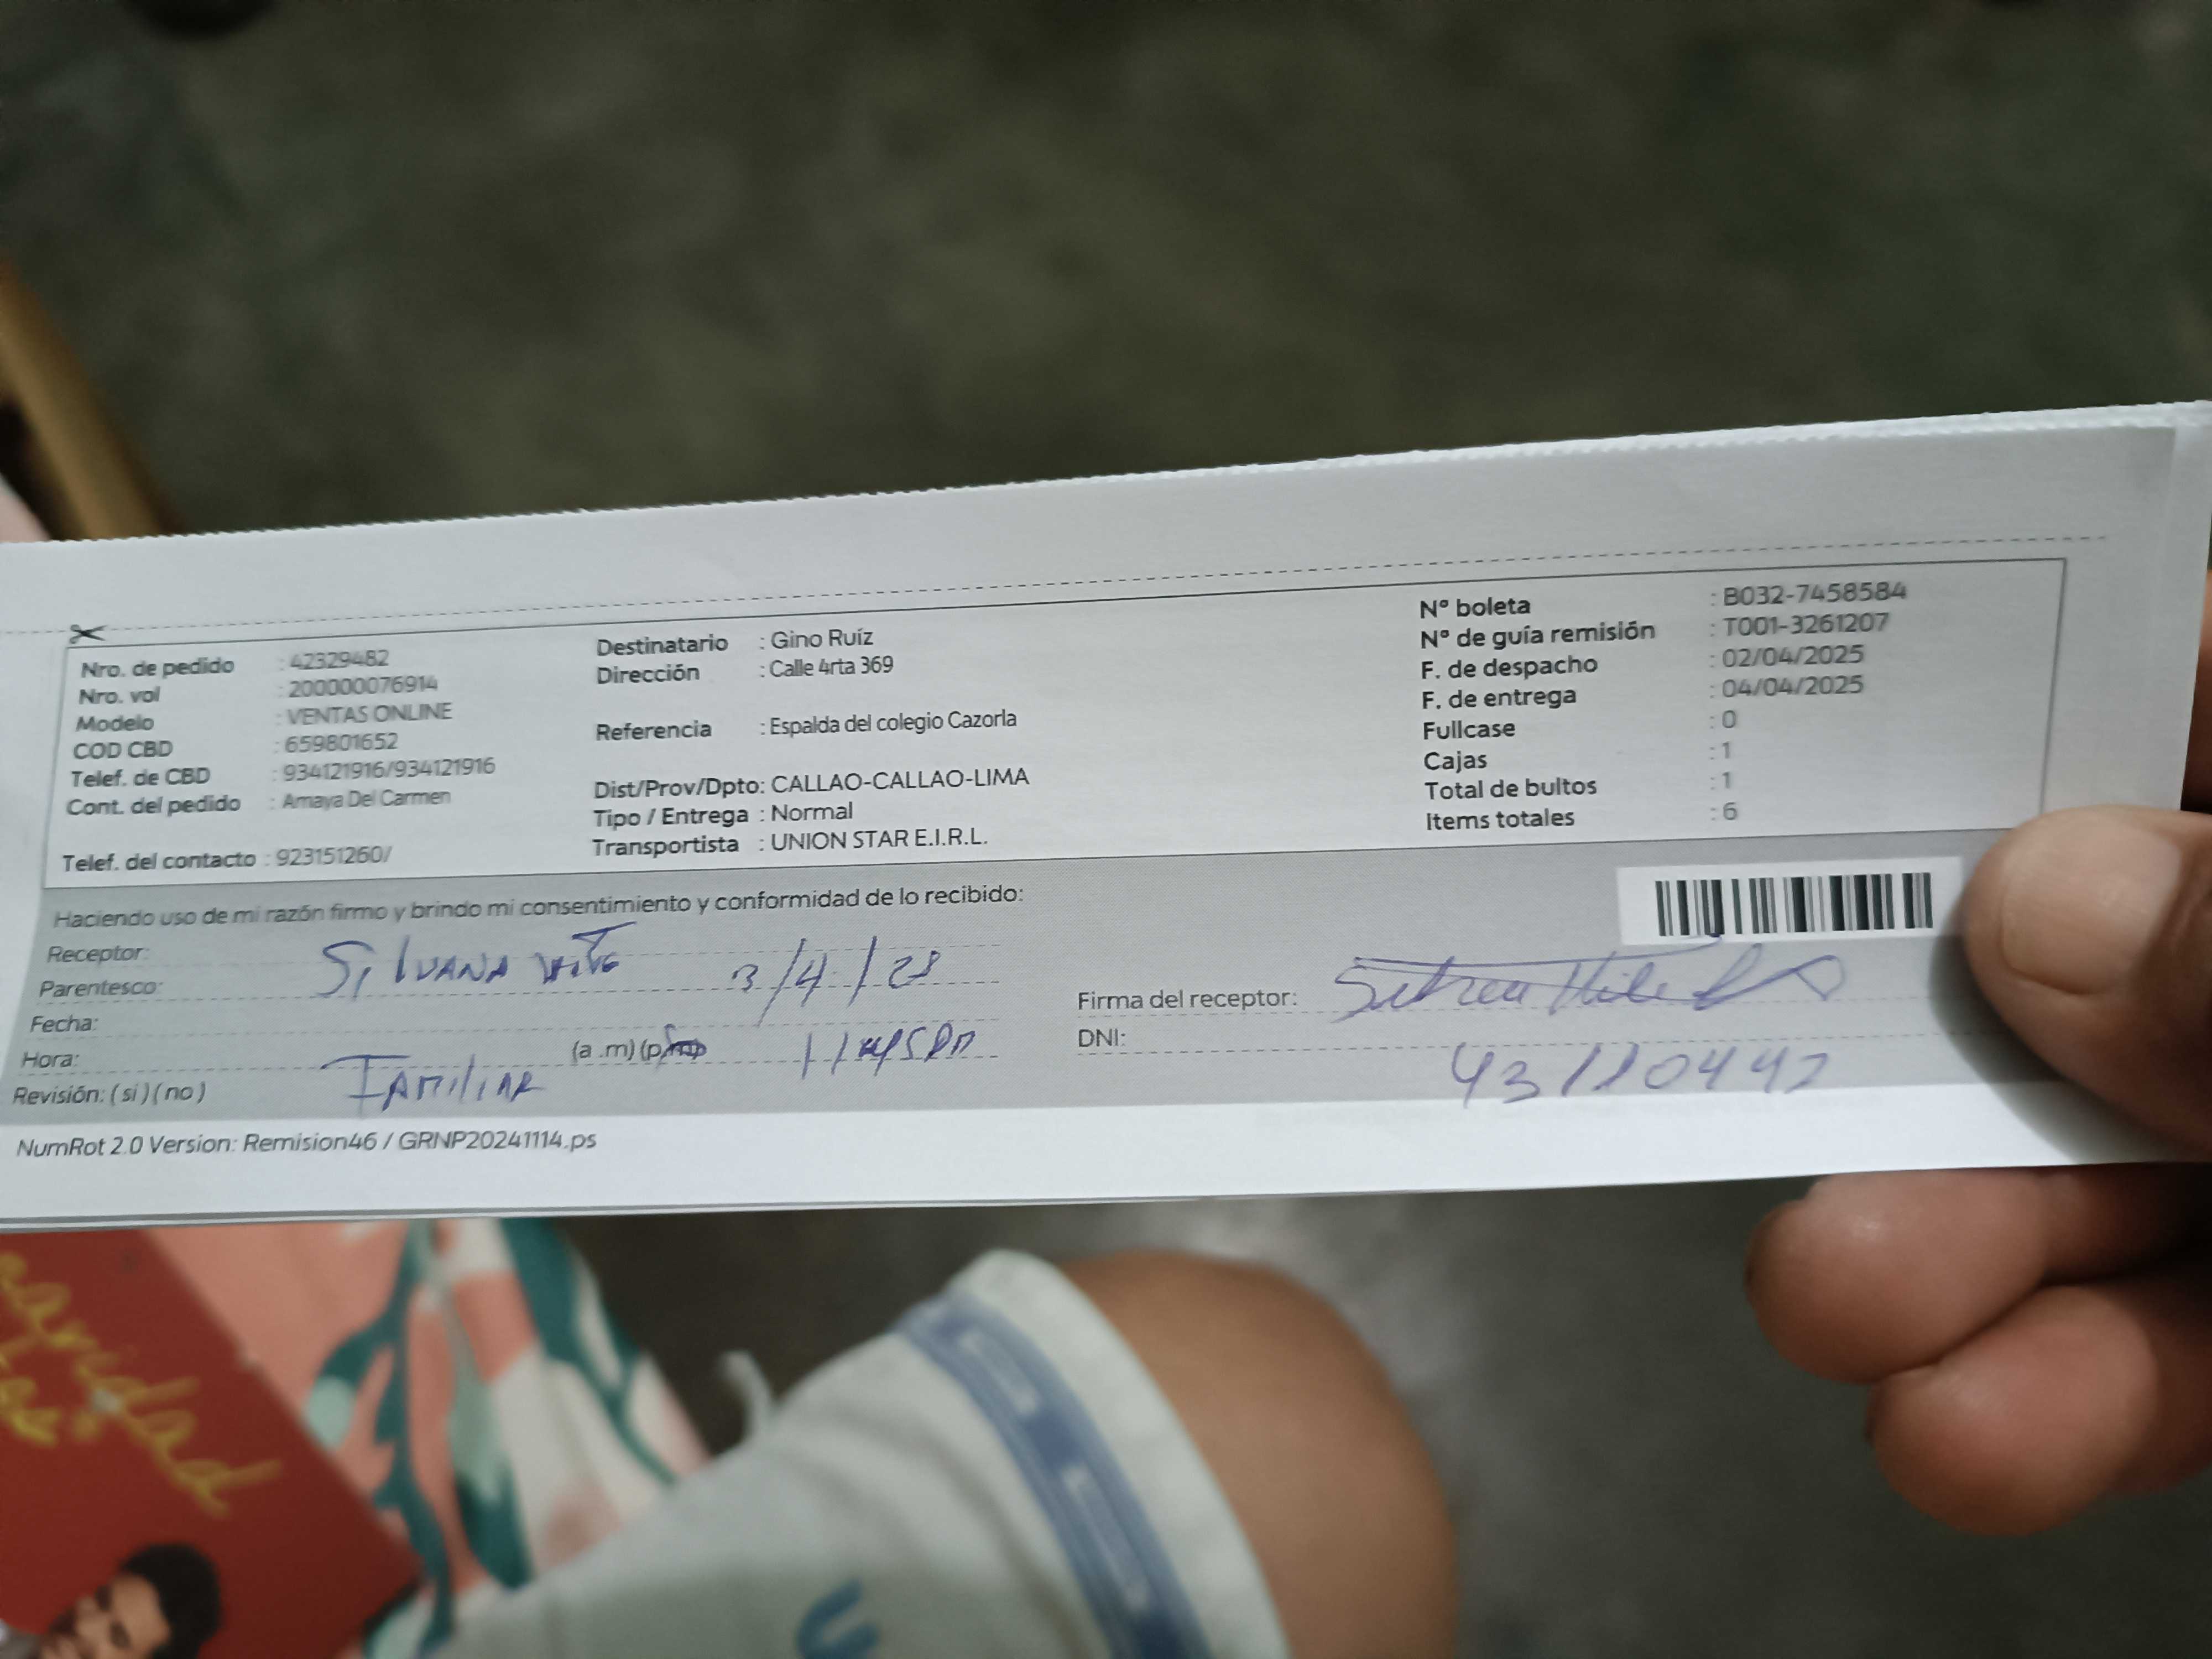 Nro. de pedido : 42329482
Nro. vol : 200000076914
Modelo : VENTAS ONLINE
COD CBD : 659801652
Telef. de CBD : 934121916/934121916
Cont. del pedido : Amaya Del Carmen
Telef. del contacto : 923151260/
Destinatario : Gino Ruíz
Dirección : Calle 4rta 369
Referencia : Espalda del colegio Cazorla
Dist/Prov/Dpto: CALLAO-CALLAO-LIMA
Tipo / Entrega : Normal
Transportista : UNION STAR E.I.R.L.
Nº boleta : B032-7458584
Nº de guía remisión : T001-3261207
F. de despacho : 02/04/2025
F. de entrega : 04/04/2025
Fullcase : 0
Cajas : 1
Total de bultos : 1
Items totales : 6
Haciendo uso de mi razón firmo y brindo mi consentimiento y conformidad de lo recibido:
Receptor: SILVANA
Parentesco:
Fecha:
Hora: (a .m) (p
FAMILIAR
Revisión: ( si ) ( no )
Firma del receptor:
DNI:
NumRot 2.0 Version: Remision46 / GRNP20241114.ps